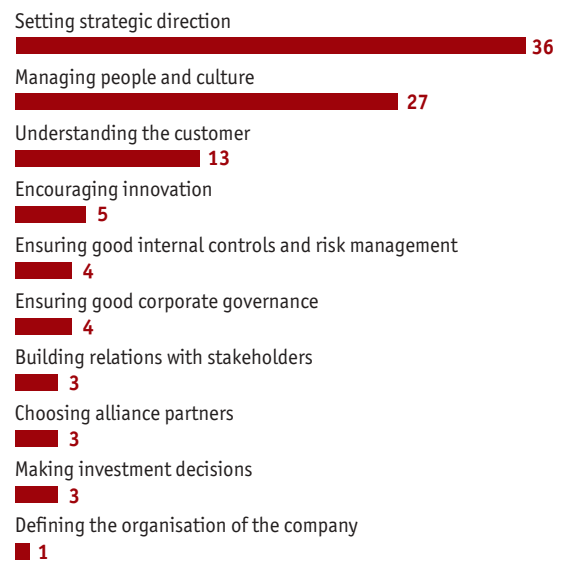 Setting strategic direction
36
Managing people and culture
27
Understanding the customer
13
Encouraging innovation
5
Ensuring good internal controls and risk management
4
Ensuring good corporate governance
4
Building relations with stakeholders
3
Choosing alliance partners
3
Making investment decisions
3
Defining the organisation of the company
1